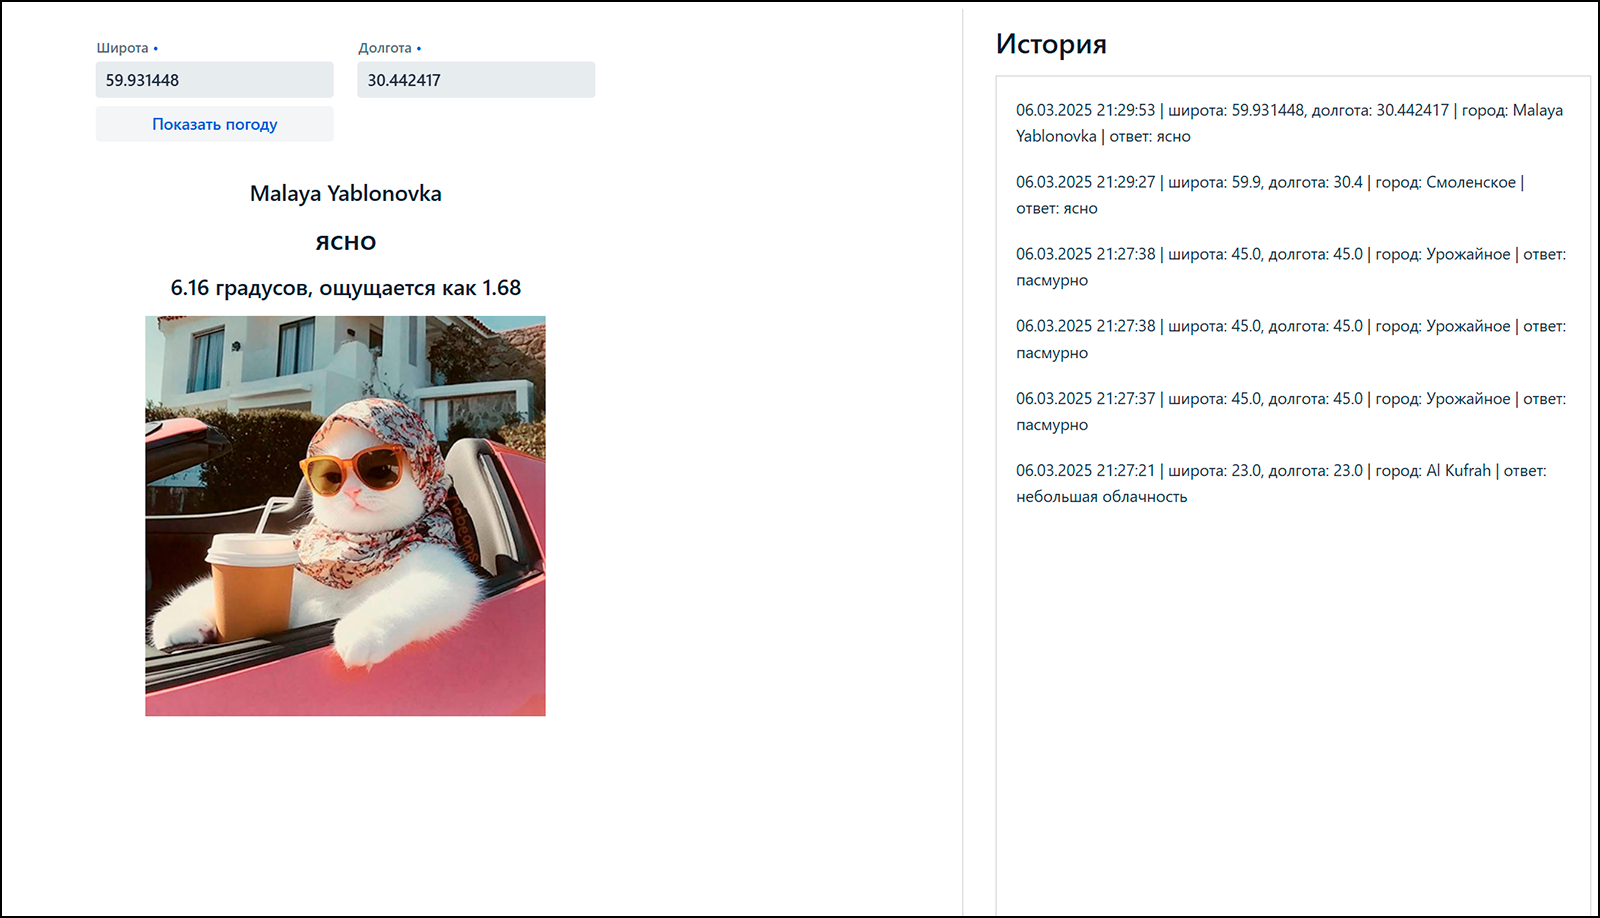 Широта •
Долгота •
59.931448
30.442417
Показать погоду
Malaya Yablonovka
ясно
6.16 градусов, ощущается как 1.68
История
06.03.2025 21:29:53 | широта: 59.931448, долгота: 30.442417 | город: Malaya
Yablonovka | ответ: ясно
06.03.2025 21:29:27 | широта: 59.9, долгота: 30.4 | город: Смоленское |
ответ: ясно
06.03.2025 21:27:38 | широта: 45.0, долгота: 45.0 | город: Урожайное | ответ:
пасмурно
06.03.2025 21:27:38 | широта: 45.0, долгота: 45.0 | город: Урожайное | ответ:
пасмурно
06.03.2025 21:27:37 | широта: 45.0, долгота: 45.0 | город: Урожайное | ответ:
пасмурно
06.03.2025 21:27:21 | широта: 23.0, долгота: 23.0 | город: Al Kufrah | ответ:
небольшая облачность